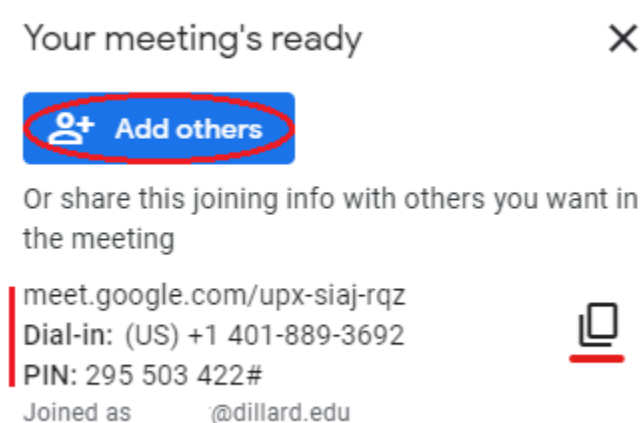 Your meeting's ready
Add others
Or share this joining info with others you want in
the meeting
meet.google.com/upx-siaj-rqz
Dial-in: (US) +1 401-889-3692
PIN: 295 503 422#
Joined as @dillard.edu